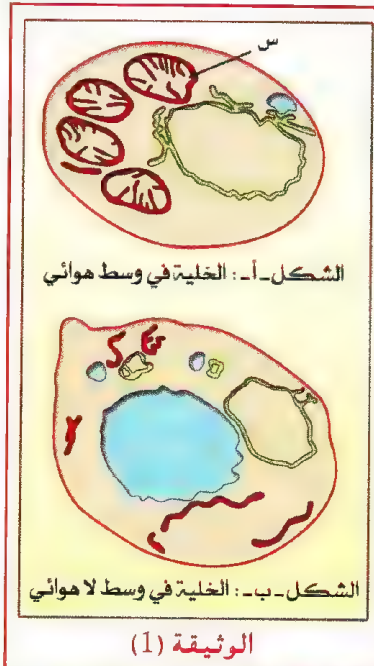 س
الشكل-أ-: الخلية في وسط هوائي
الشكل-ب-: الخلية في وسط لا هوائي
الوثيقة (1)